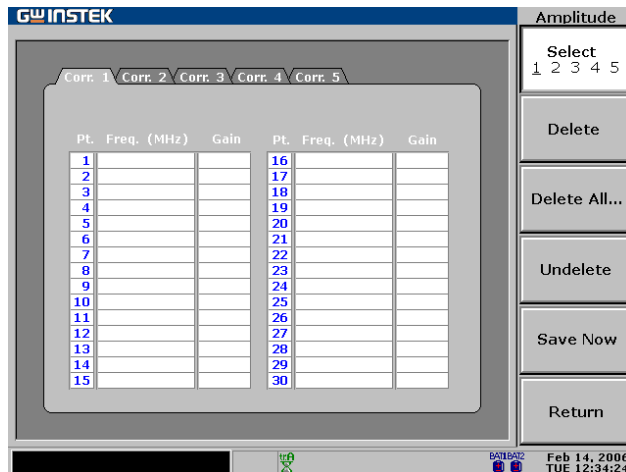 GWINSTEK
Amplitude
Select
1 2 3 4 5
Corr. 1 Corr. 2 Corr. 3 Corr. 4 Corr. 5
Pt. Freq. (MHz) Gain Pt. Freq. (MHz) Gain
1 16
2 17
3 18
4 19
5 20
6 21
7 22
8 23
9 24
10 25
11 26
12 27
13 28
14 29
15 30
Delete
Delete All...
Undelete
Save Now
Return
trA
BAT1 BAT2
Feb 14, 2006
TUE 12:34:24